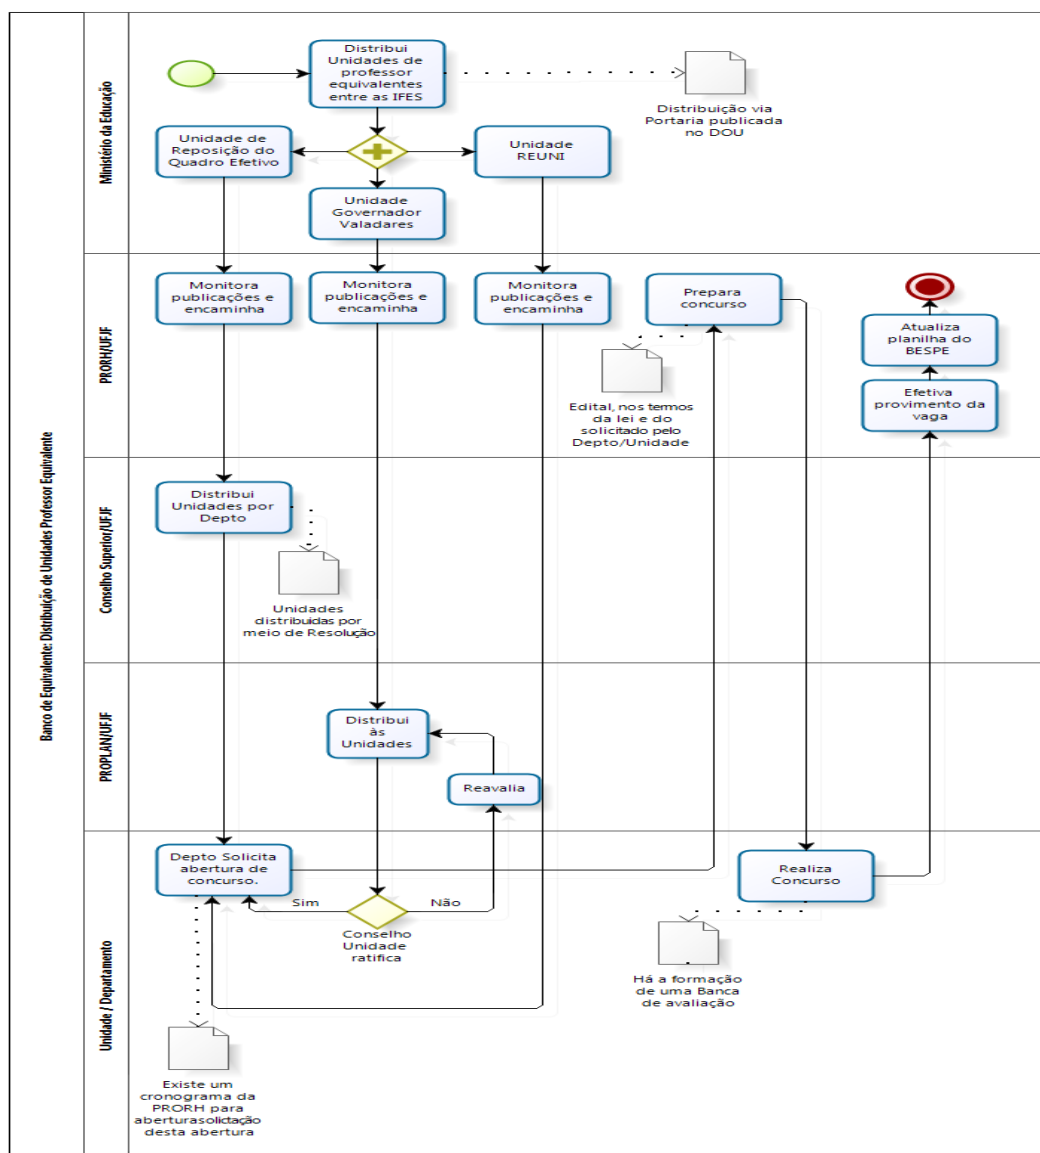 Banco de Equivalente: Distribuição de Unidades Professor Equivalente
Ministério da Educação
Distribui
Unidades de
professor
equivalentes
entre as IFES
Distribuição via
Portaria publicada
no DOU
Unidade de
Reposição do
Quadro Efetivo
Unidade
REUNI
Unidade
Governador
Valadares
PRORH/UFJF
Monitora
publicações e
encaminha
Monitora
publicações e
encaminha
Monitora
publicações e
encaminha
Prepara
concurso
Edital, nos termos
da lei e do
solicitado pelo
Depto/Unidade
Atualiza
planilha do
BESPE
Efetiva
provimento da
vaga
Conselho Superior/UFJF
Distribui
Unidades por
Depto
Unidades
distribuidas por
meio de Resolução
PROPLAN/UFJF
Distribui
às
Unidades
Reavalia
Unidade / Departamento
Depto Solicita
abertura de
concurso.
Sim
Não
Conselho
Unidade
ratifica
Realiza
Concurso
Há a formação
de uma Banca
de avaliação
Existe um
cronograma da
PRORH para
aberturasolictação
desta abertura